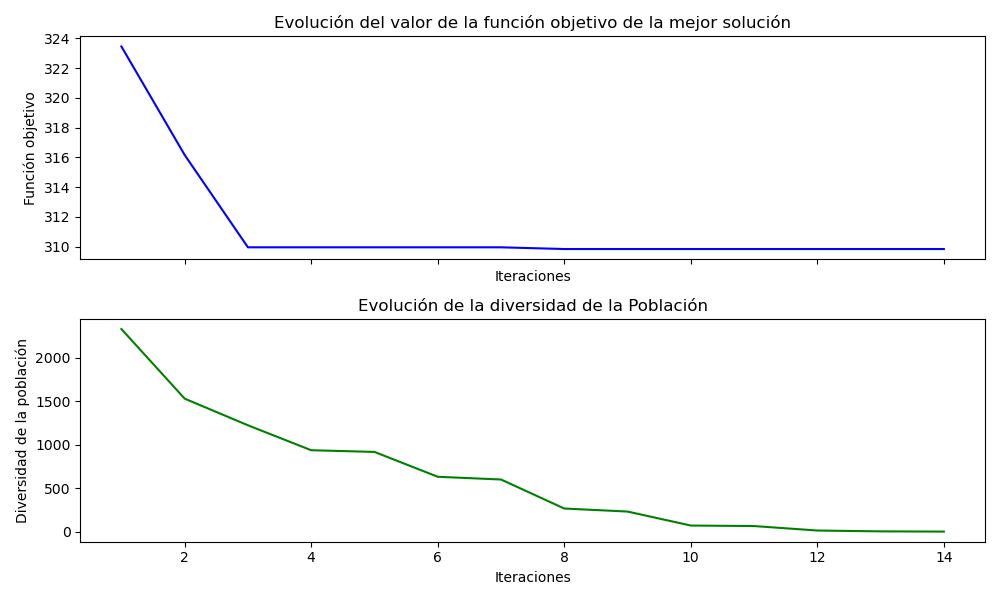 Evolución del valor de la función objetivo de la mejor solución
324
322
320
318
316
314
312
310
Función objetivo
Iteraciones
Evolución de la diversidad de la Población
2000
1500
1000
500
0
Diversidad de la población
2 4 6 8 10 12 14
Iteraciones